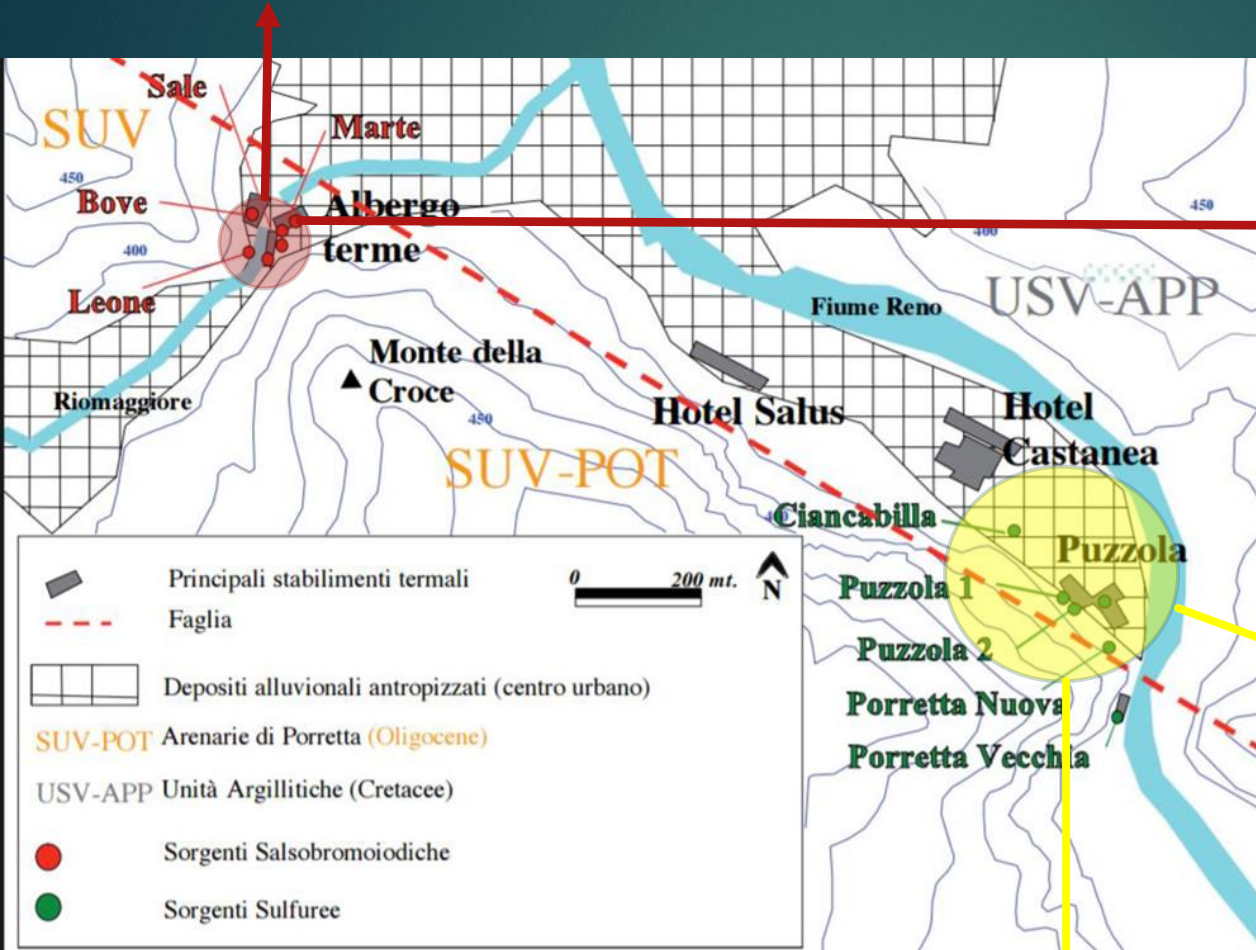 Sale
SUV
Marte
450
Bove
Albergo
terme
450
400
400
Leone
USV-APP
Fiume Reno
Monte della
Croce
Riomaggiore
Hotel Salus
Hotel
Castanea
450
SUV-POT
Ciancabilla
Puzzola
Puzzola 1
Puzzola 2
Porretta Nuova
Porretta Vecchia
Principali stabilimenti termali
0 200 mt.
N
Faglia
Depositi alluvionali antropizzati (centro urbano)
SUV-POT Arenarie di Porretta (Oligocene)
USV-APP Unità Argillitiche (Cretacee)
Sorgenti Salsobromoiodiche
Sorgenti Sulfuree